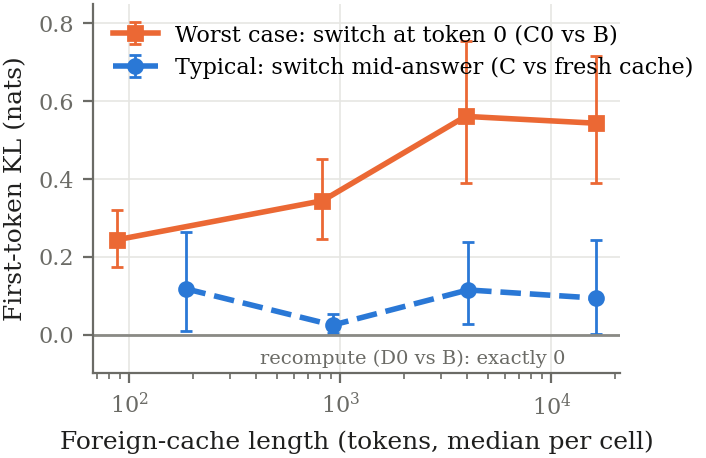 Worst case: switch at token 0 (C0 vs B)
Typical: switch mid-answer (C vs fresh cache)
First-token KL (nats)
0.8
0.6
0.4
0.2
0.0
recompute (D0 vs B): exactly 0
10²
10³
10⁴
Foreign-cache length (tokens, median per cell)